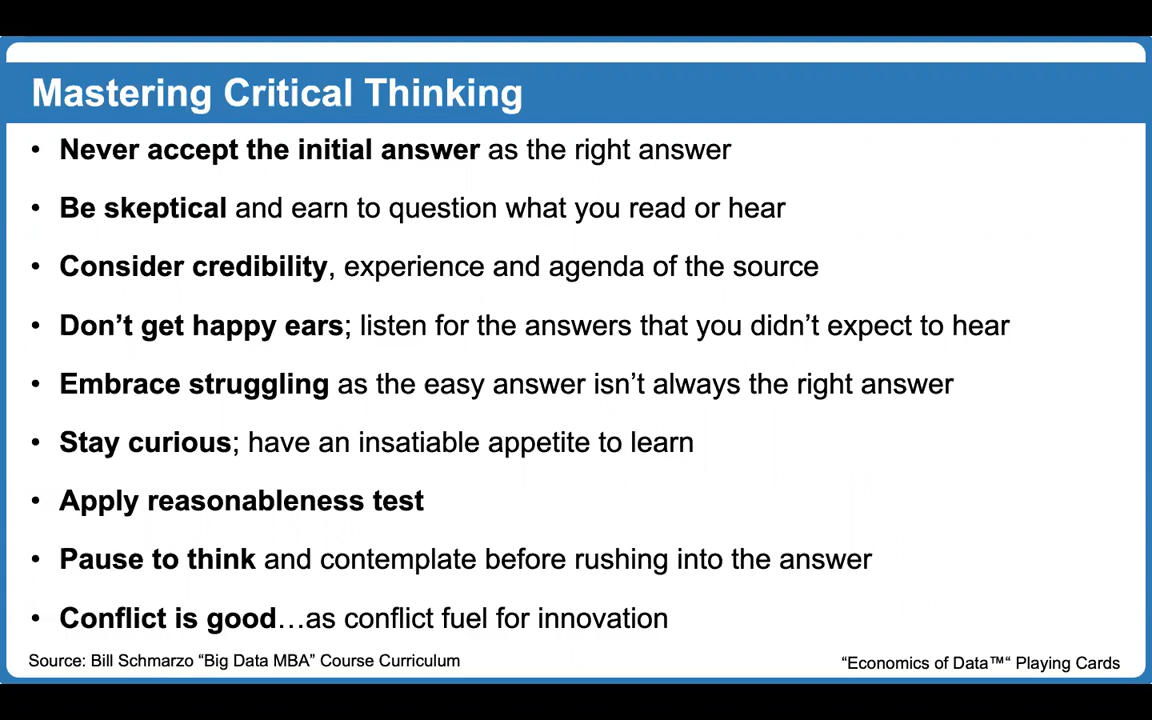 Mastering Critical Thinking
• Never accept the initial answer as the right answer
• Be skeptical and earn to question what you read or hear
• Consider credibility, experience and agenda of the source
• Don’t get happy ears; listen for the answers that you didn’t expect to hear
• Embrace struggling as the easy answer isn’t always the right answer
• Stay curious; have an insatiable appetite to learn
• Apply reasonableness test
• Pause to think and contemplate before rushing into the answer
• Conflict is good…as conflict fuel for innovation
Source: Bill Schmarzo “Big Data MBA” Course Curriculum
“Economics of Data™“ Playing Cards